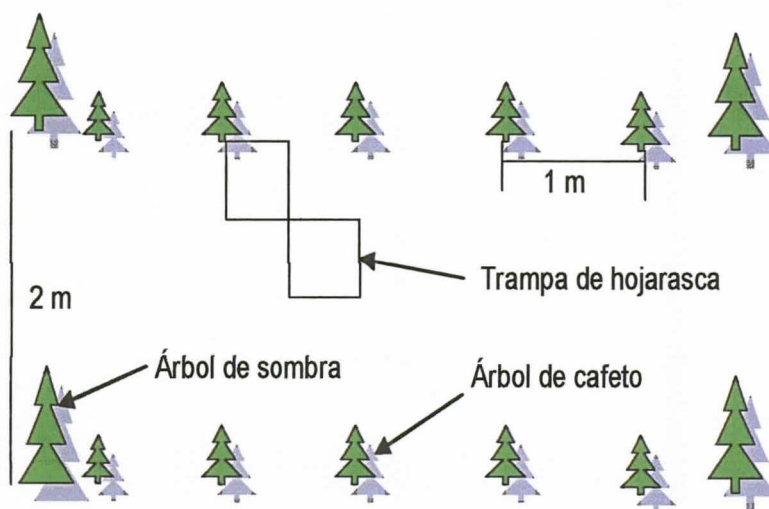 1 m
Trampa de hojarasca
2 m
Árbol de sombra
Árbol de cafeto